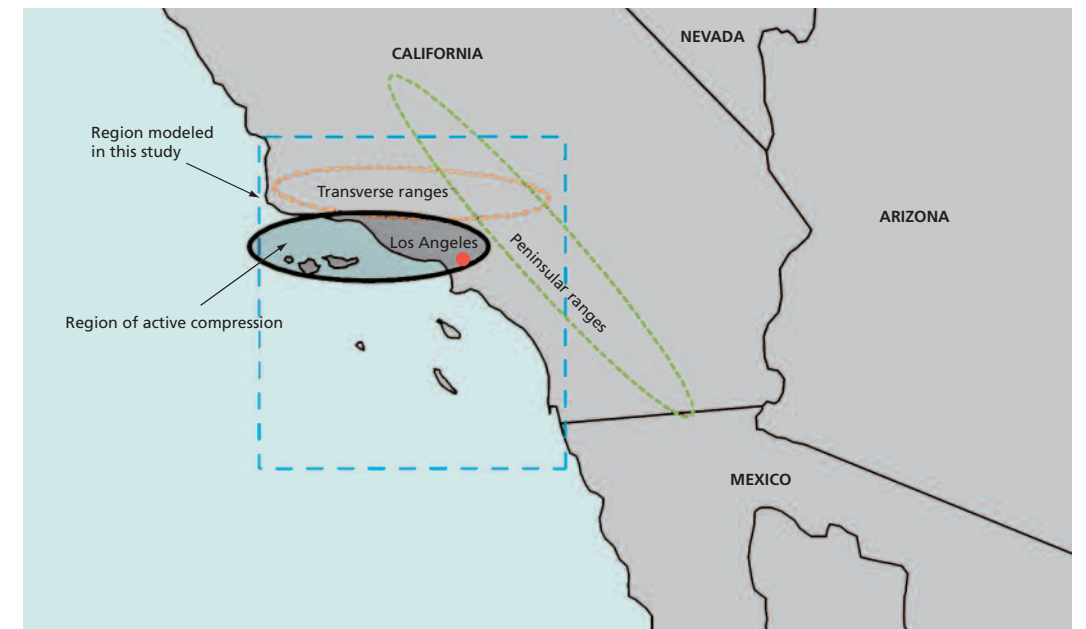 NEVADA
CALIFORNIA
Region modeled
in this study
Transverse ranges
ARIZONA
Los Angeles
Peninsular ranges
Region of active compression
MEXICO